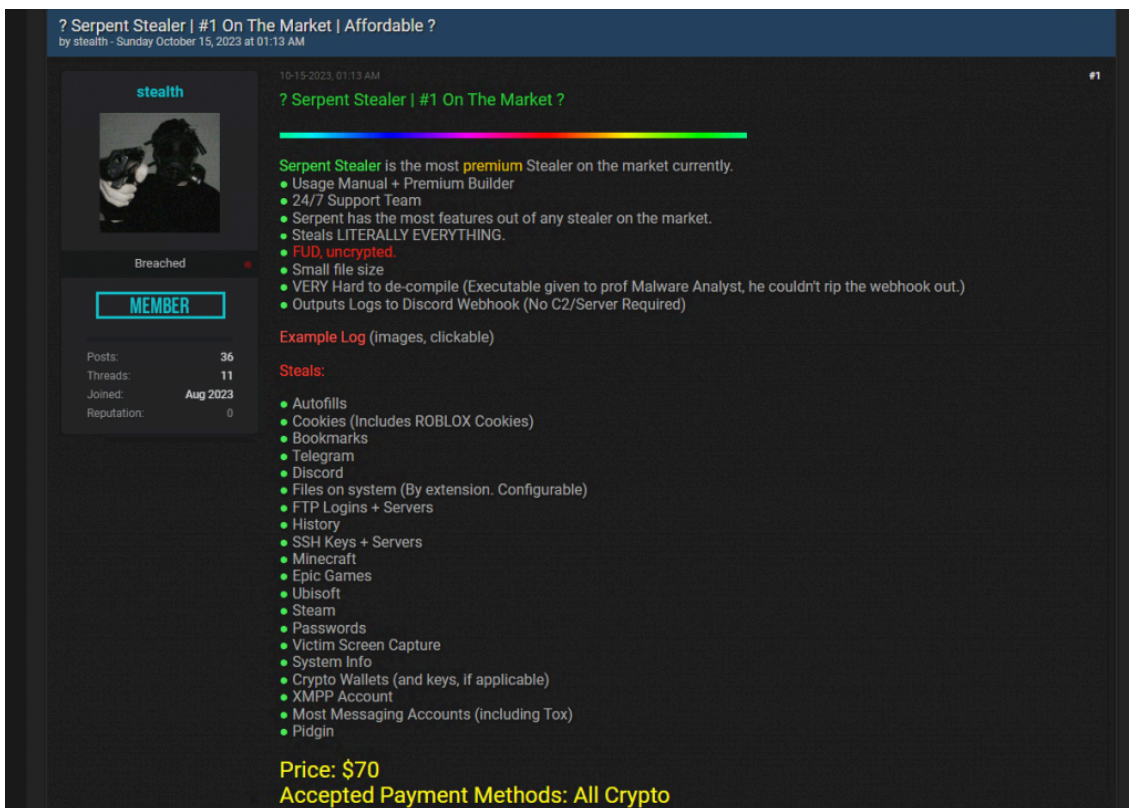 ? Serpent Stealer | #1 On The Market | Affordable ?
by stealth - Sunday October 15, 2023 at 01:13 AM
stealth
Breached
MEMBER
Posts: 36
Threads: 11
Joined: Aug 2023
Reputation: 0
10-15-2023, 01:13 AM
#1
? Serpent Stealer | #1 On The Market ?
Serpent Stealer is the most premium Stealer on the market currently.
● Usage Manual + Premium Builder
● 24/7 Support Team
● Serpent has the most features out of any stealer on the market.
● Steals LITERALLY EVERYTHING.
● FUD, uncrypted.
● Small file size
● VERY Hard to de-compile (Executable given to prof Malware Analyst, he couldn't rip the webhook out.)
● Outputs Logs to Discord Webhook (No C2/Server Required)
Example Log (images, clickable)
Steals:
● Autofills
● Cookies (Includes ROBLOX Cookies)
● Bookmarks
● Telegram
● Discord
● Files on system (By extension. Configurable)
● FTP Logins + Servers
● History
● SSH Keys + Servers
● Minecraft
● Epic Games
● Ubisoft
● Steam
● Passwords
● Victim Screen Capture
● System Info
● Crypto Wallets (and keys, if applicable)
● XMPP Account
● Most Messaging Accounts (including Tox)
● Pidgin
Price: $70
Accepted Payment Methods: All Crypto